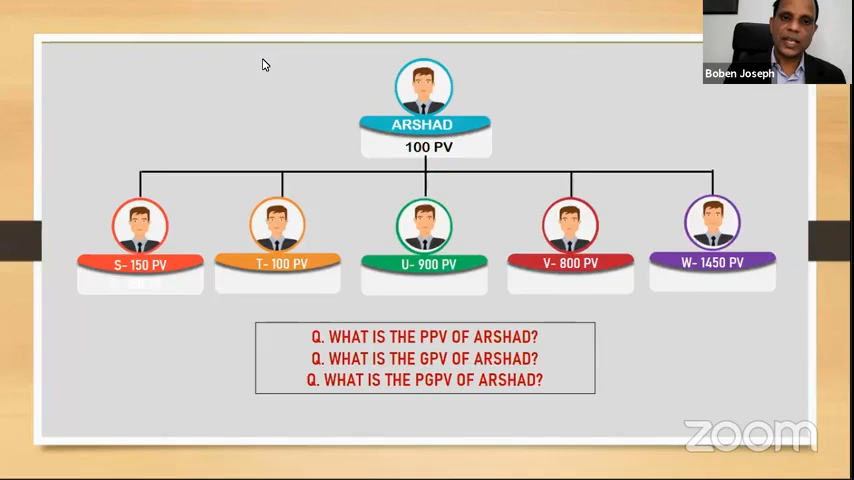 Boben Joseph
ARSHAD
100 PV
S- 150 PV
T- 100 PV
U- 900 PV
V- 800 PV
W- 1450 PV
Q. WHAT IS THE PPV OF ARSHAD?
Q. WHAT IS THE GPV OF ARSHAD?
Q. WHAT IS THE PGPV OF ARSHAD?
zoom